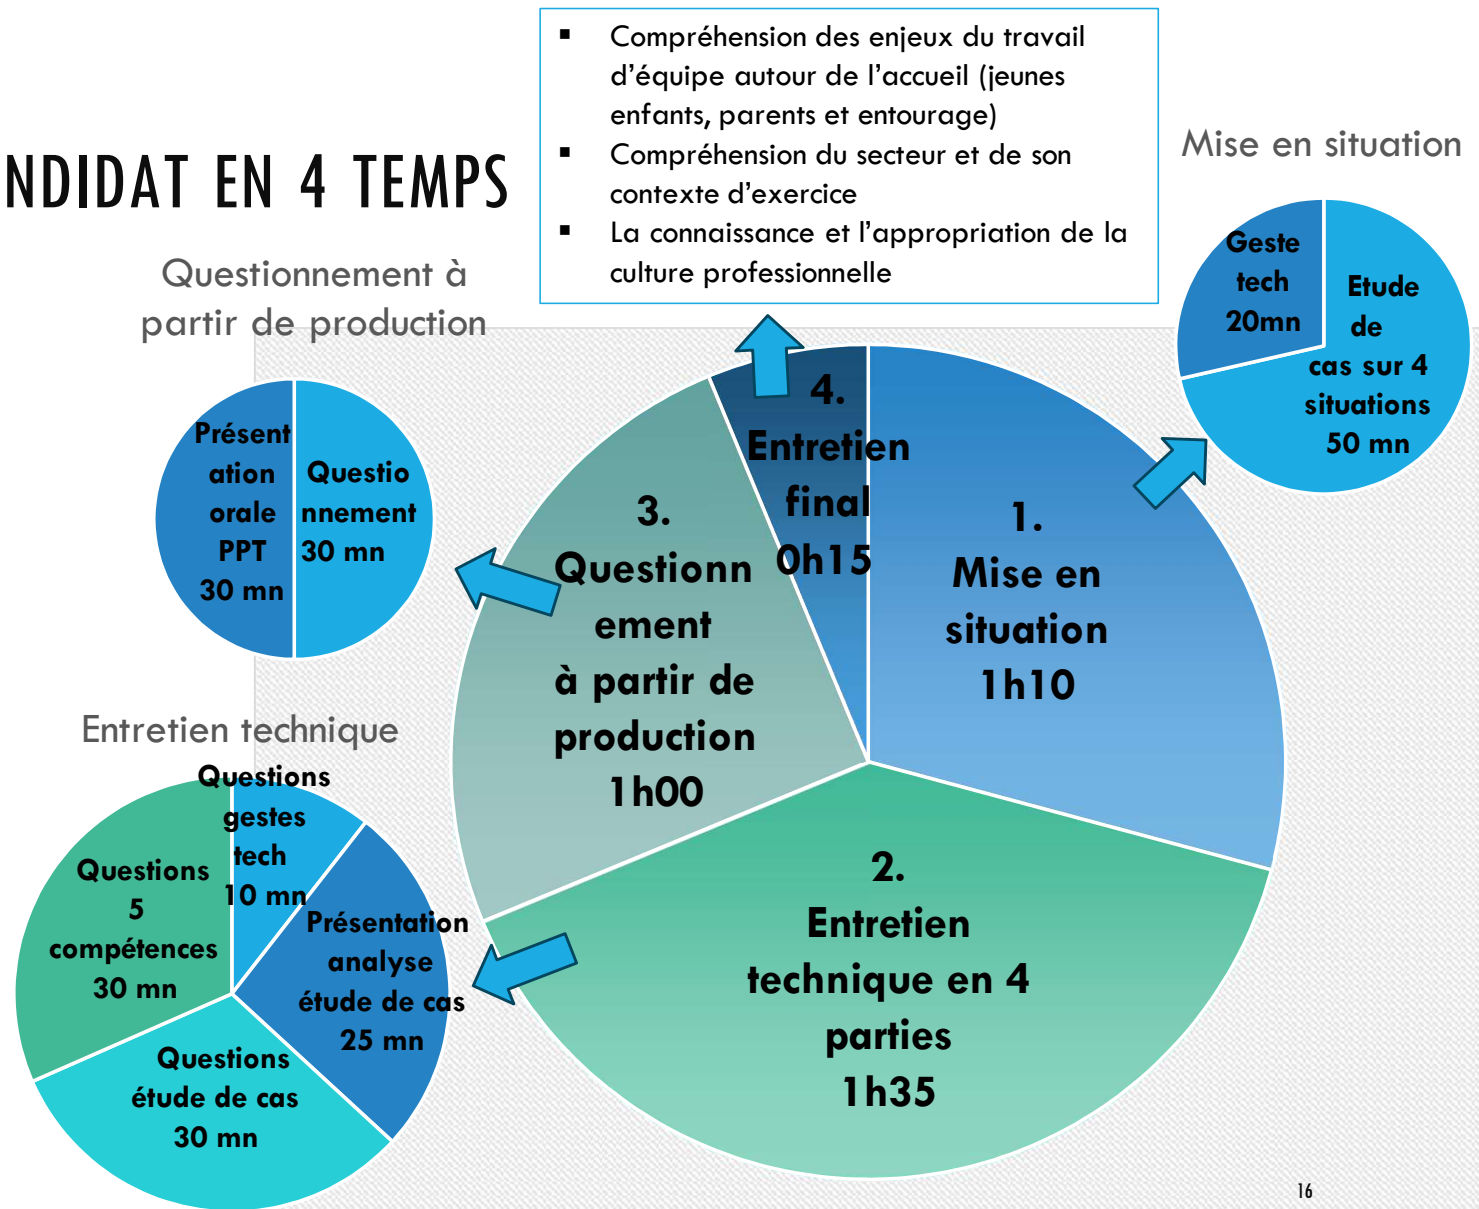 NDIDAT EN 4 TEMPS
▪ Compréhension des enjeux du travail
d’équipe autour de l’accueil (jeunes
enfants, parents et entourage)
▪ Compréhension du secteur et de son
contexte d’exercice
▪ La connaissance et l’appropriation de la
culture professionnelle
Mise en situation
Geste
tech
20mn
Etude
de
cas sur 4
situations
50 mn
Questionnement à
partir de production
Présent
ation
orale
PPT
30 mn
Questio
nnement
30 mn
4.
Entretien
final
0h15
1.
Mise en
situation
1h10
3.
Questionn
ement
à partir de
production
1h00
2.
Entretien
technique en 4
parties
1h35
Entretien technique
Questions
gestes
tech
10 mn
Présentation
analyse
étude de cas
25 mn
Questions
étude de cas
30 mn
Questions
5
compétences
30 mn
16